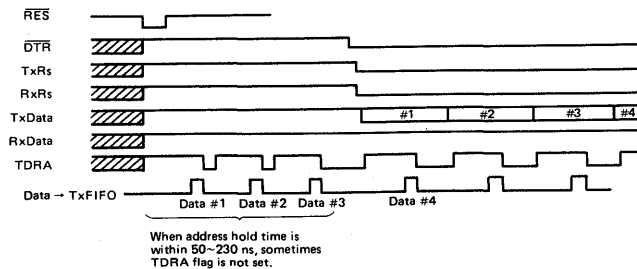 RES
DTR
TxRs
RxRs
TxData #1 #2 #3 #4
RxData
TDRA
Data → TxFIFO
Data #1 Data #2 Data #3 Data #4
When address hold time is
within 50~230 ns, sometimes
TDRA flag is not set.